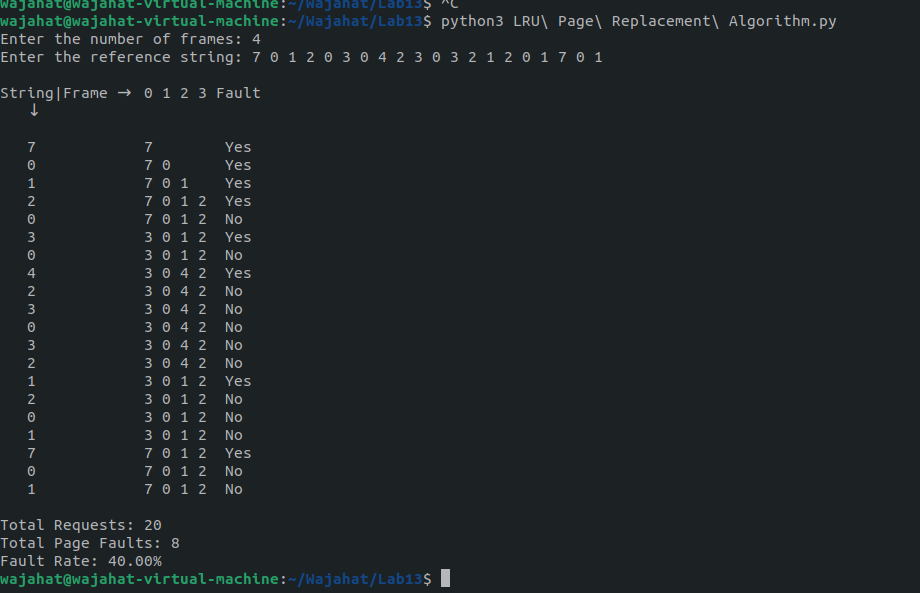 wajahat@wajahat-virtual-machine:~/Wajahat/Lab13$ ^C
wajahat@wajahat-virtual-machine:~/Wajahat/Lab13$ python3 LRU\ Page\ Replacement\ Algorithm.py
Enter the number of frames: 4
Enter the reference string: 7 0 1 2 0 3 0 4 2 3 0 3 2 1 2 0 1 7 0 1
String|Frame → 0 1 2 3 Fault
↓
7 7 Yes
0 7 0 Yes
1 7 0 1 Yes
2 7 0 1 2 Yes
0 7 0 1 2 No
3 3 0 1 2 Yes
0 3 0 1 2 No
4 3 0 4 2 Yes
2 3 0 4 2 No
3 3 0 4 2 No
0 3 0 4 2 No
3 3 0 4 2 No
2 3 0 4 2 No
1 3 0 1 2 Yes
2 3 0 1 2 No
0 3 0 1 2 No
1 3 0 1 2 No
7 7 0 1 2 Yes
0 7 0 1 2 No
1 7 0 1 2 No
Total Requests: 20
Total Page Faults: 8
Fault Rate: 40.00%
wajahat@wajahat-virtual-machine:~/Wajahat/Lab13$